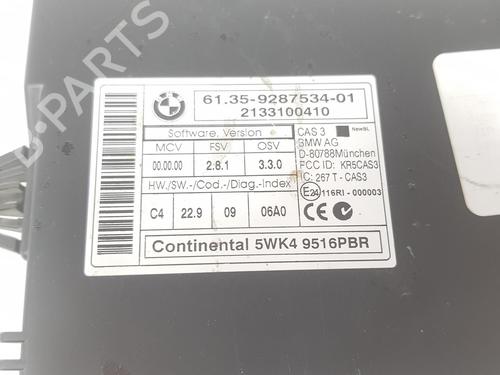 B-PARTS
BMW
61.35-9287534-01
2133100410
Software, Version
MCV FSV OSV
00.00.00 2.8.1 3.3.0
HW./SW.-/Cod.-/Diag.-Index
C4 22.9 09 06A0
CAS 3 NewBL
BMW AG
D-80788München
FCC ID: KR5CAS3
IC: 267 T - CAS3
E24 116RI - 000003
CE
Continental 5WK4 9516PBR